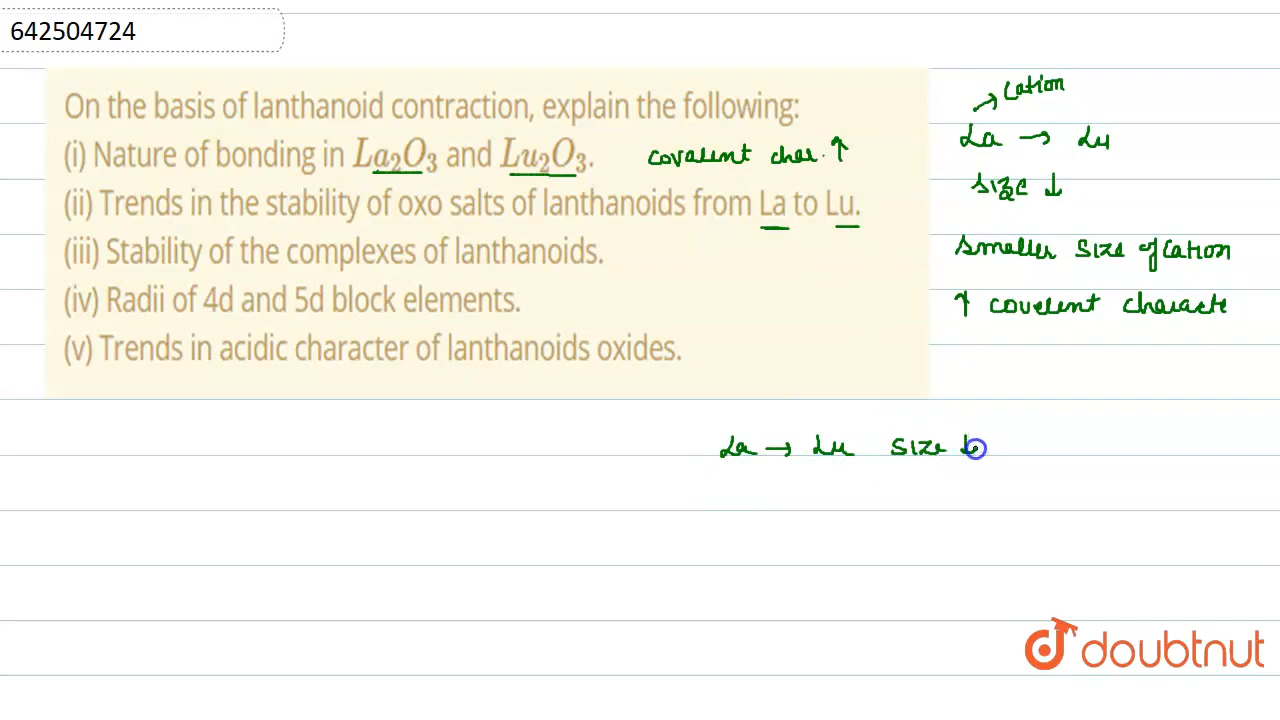 642504724
On the basis of lanthanoid contraction, explain the following:
(i) Nature of bonding in La₂O₃ and Lu₂O₃. covalent char. ↑
(ii) Trends in the stability of oxo salts of lanthanoids from La to Lu.
(iii) Stability of the complexes of lanthanoids.
(iv) Radii of 4d and 5d block elements.
(v) Trends in acidic character of lanthanoids oxides.
→ Cation
La → Lu
size ↓
smaller size of cation
↑ covelent characte
La → Lu size ↓
doubtnut